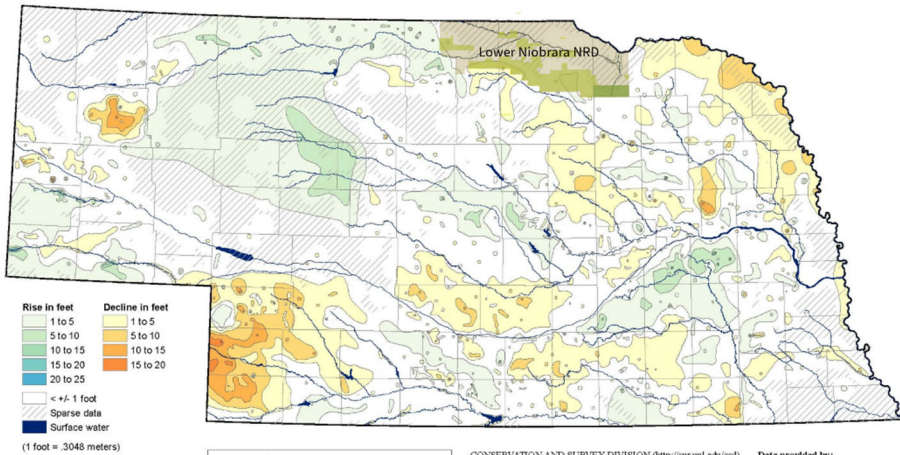 Lower Niobrara NRD
Rise in feet
1 to 5
5 to 10
10 to 15
15 to 20
20 to 25
Decline in feet
1 to 5
5 to 10
10 to 15
15 to 20
< +/- 1 foot
Sparse data
Surface water
(1 foot = .3048 meters)
CONSERVATION AND SURVEY DIVISION
Data provided by: